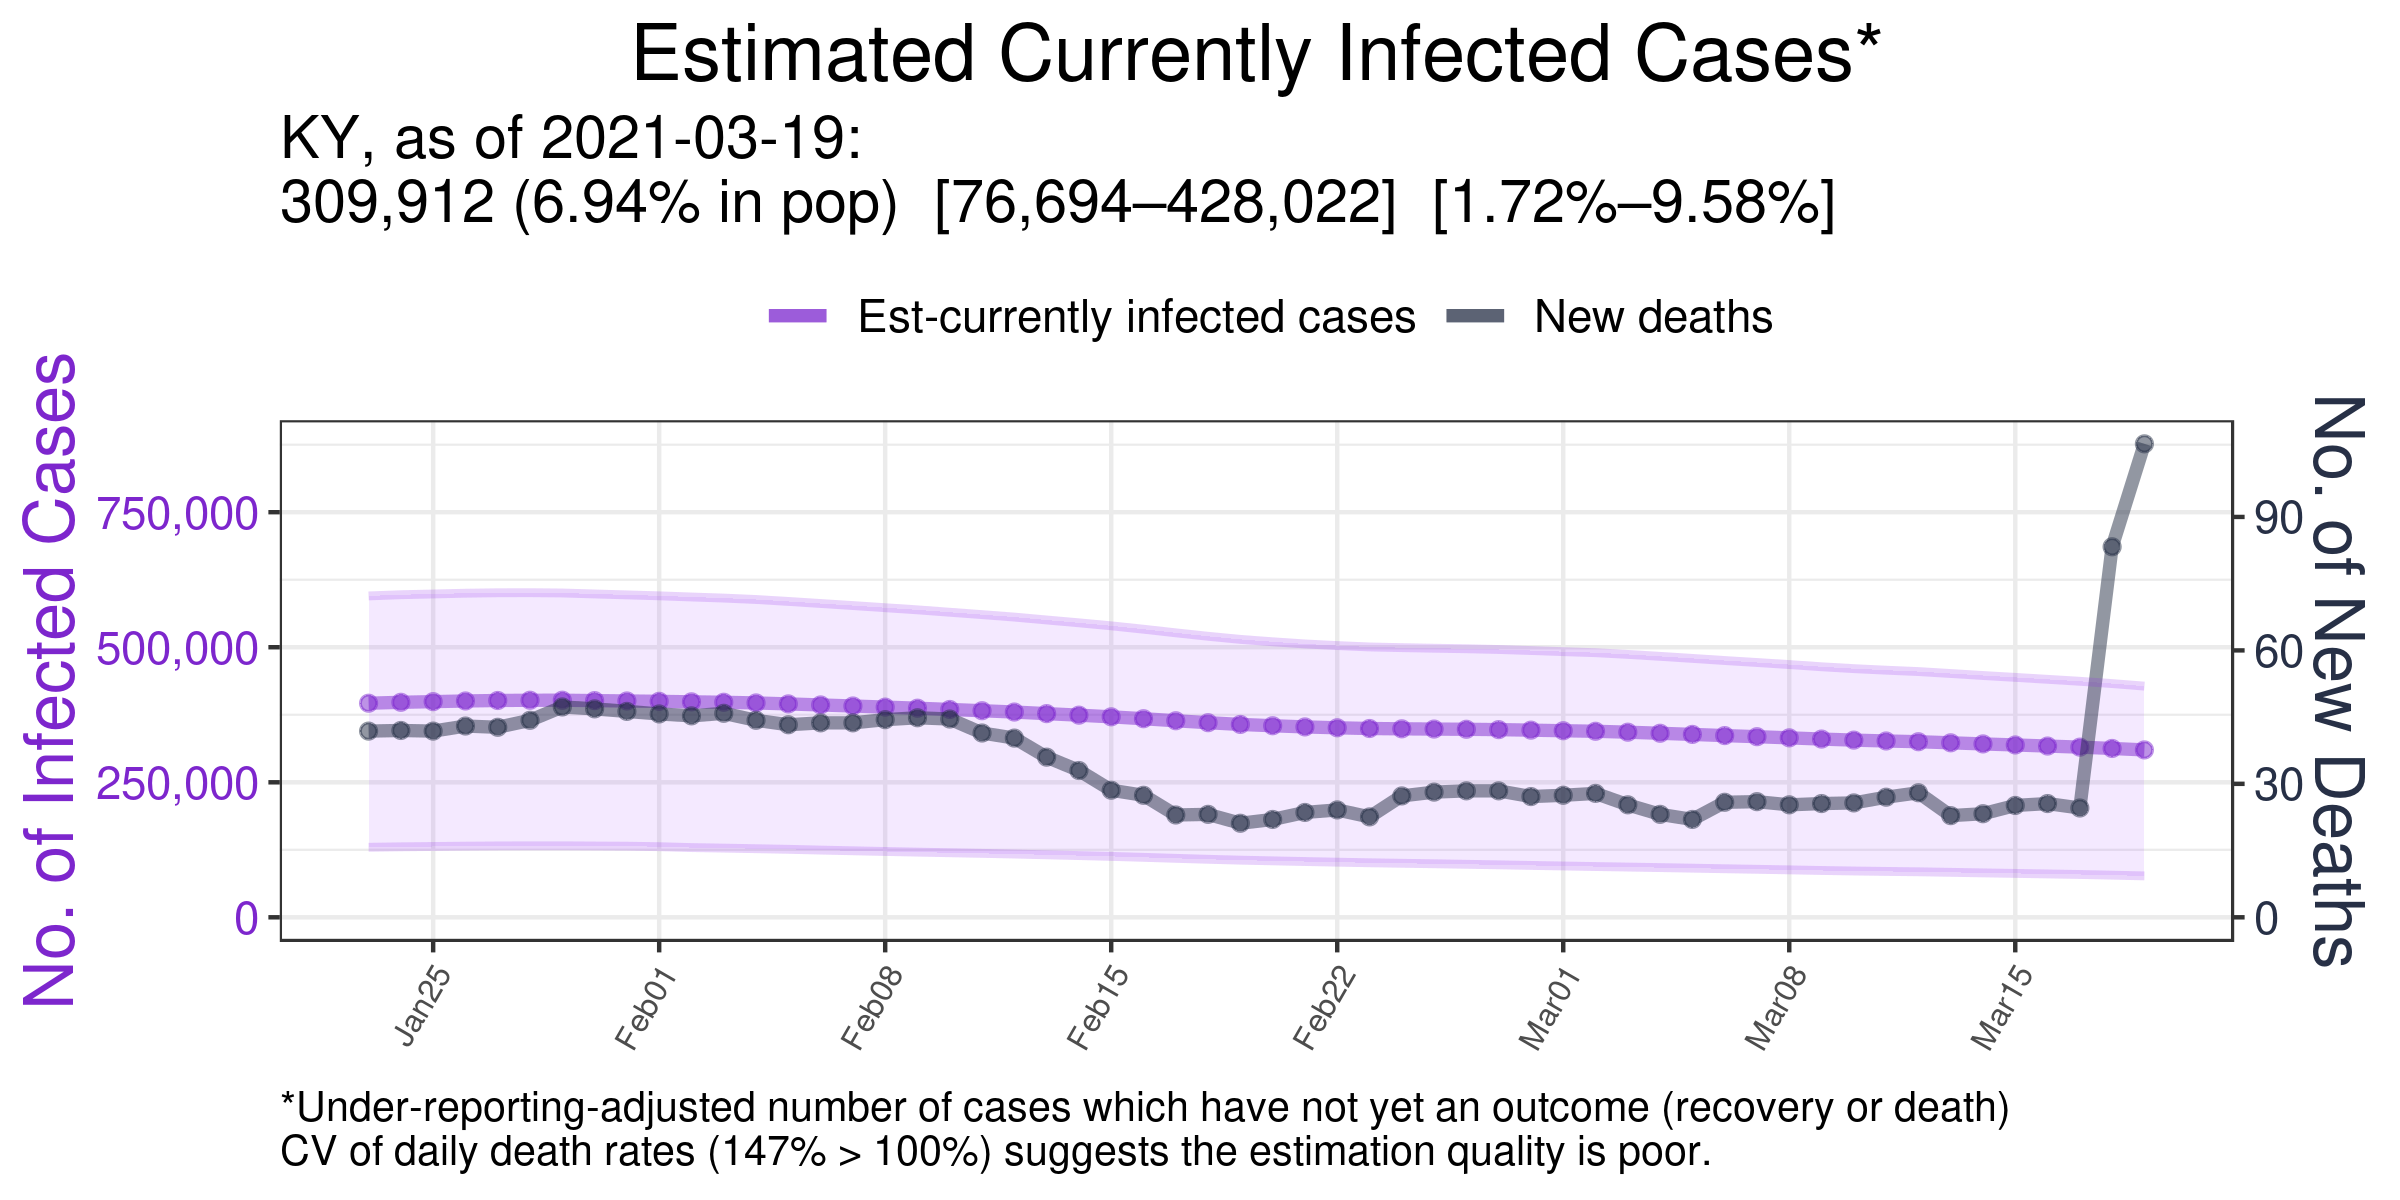 Estimated Currently Infected Cases*
KY, as of 2021-03-19:
309,912 (6.94% in pop)  [76,694–428,022]  [1.72%–9.58%]
Est-currently infected cases
New deaths
No. of Infected Cases
750,000
500,000
250,000
0
90
60
30
0
No. of New Deaths
Jan25
Feb01
Feb08
Feb15
Feb22
Mar01
Mar08
Mar15
*Under-reporting-adjusted number of cases which have not yet an outcome (recovery or death)
CV of daily death rates (147% > 100%) suggests the estimation quality is poor.